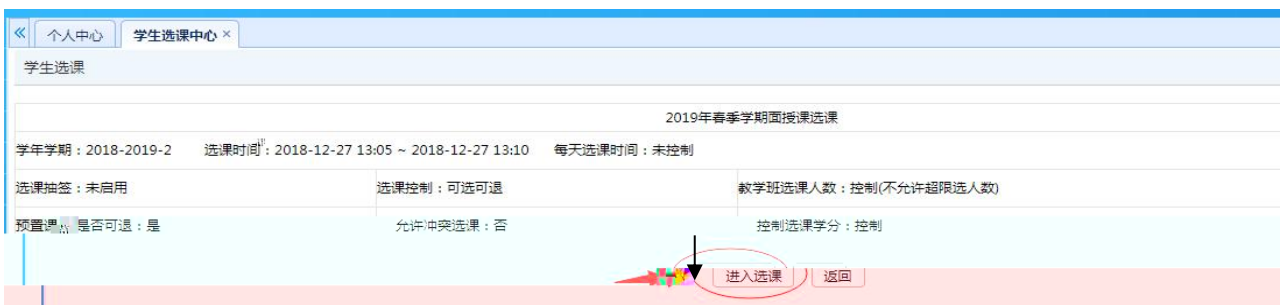 个人中心 学生选课中心 ×
学生选课
2019年春季学期面授课选课
学年学期：2018-2019-2 选课时间：2018-12-27 13:05 ~ 2018-12-27 13:10 每天选课时间：未控制
选课抽签：未启用 选课控制：可选可退 教学班选课人数：控制(不允许超限选人数)
预置课 是否可退：是 允许冲突选课：否 控制选课学分：控制
进入选课 返回